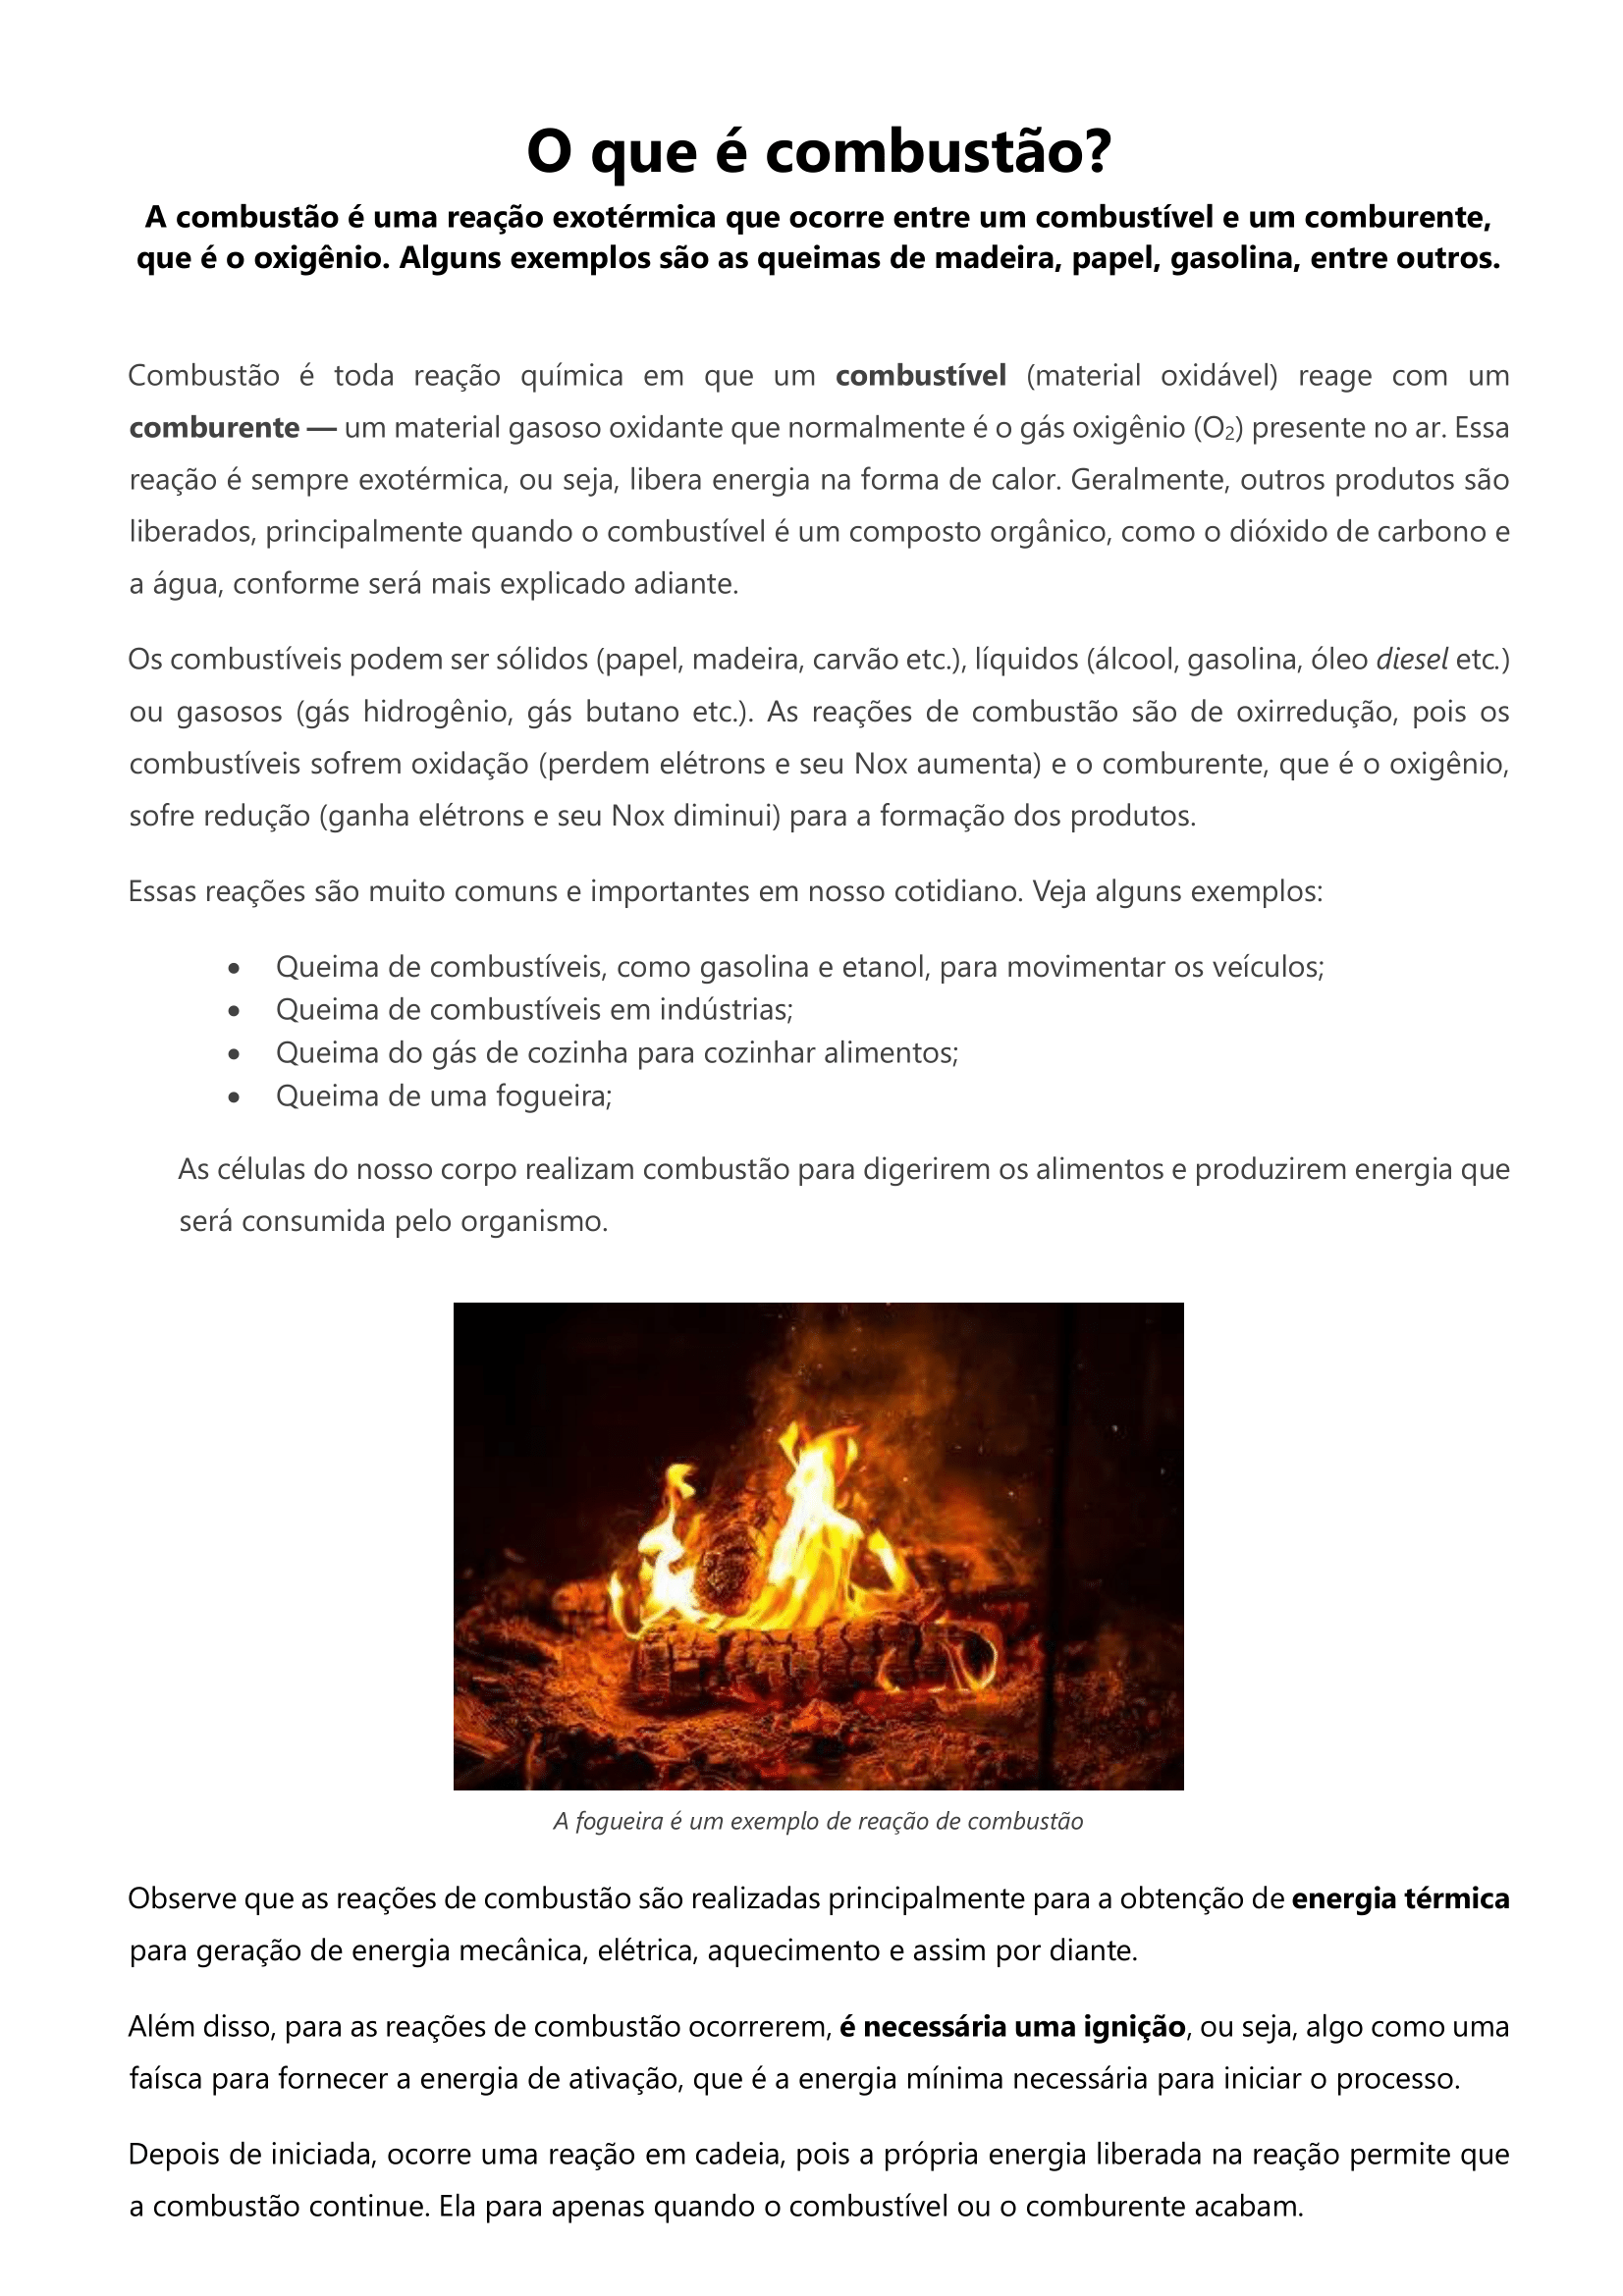 O que é combustão?
A combustão é uma reação exotérmica que ocorre entre um combustível e um comburente,
que é o oxigênio. Alguns exemplos são as queimas de madeira, papel, gasolina, entre outros.
Combustão é toda reação química em que um combustível (material oxidável) reage com um
comburente — um material gasoso oxidante que normalmente é o gás oxigênio (O₂) presente no ar. Essa
reação é sempre exotérmica, ou seja, libera energia na forma de calor. Geralmente, outros produtos são
liberados, principalmente quando o combustível é um composto orgânico, como o dióxido de carbono e
a água, conforme será mais explicado adiante.
Os combustíveis podem ser sólidos (papel, madeira, carvão etc.), líquidos (álcool, gasolina, óleo diesel etc.)
ou gasosos (gás hidrogênio, gás butano etc.). As reações de combustão são de oxirredução, pois os
combustíveis sofrem oxidação (perdem elétrons e seu Nox aumenta) e o comburente, que é o oxigênio,
sofre redução (ganha elétrons e seu Nox diminui) para a formação dos produtos.
Essas reações são muito comuns e importantes em nosso cotidiano. Veja alguns exemplos:
• Queima de combustíveis, como gasolina e etanol, para movimentar os veículos;
• Queima de combustíveis em indústrias;
• Queima do gás de cozinha para cozinhar alimentos;
• Queima de uma fogueira;
As células do nosso corpo realizam combustão para digerirem os alimentos e produzirem energia que
será consumida pelo organismo.
A fogueira é um exemplo de reação de combustão
Observe que as reações de combustão são realizadas principalmente para a obtenção de energia térmica
para geração de energia mecânica, elétrica, aquecimento e assim por diante.
Além disso, para as reações de combustão ocorrerem, é necessária uma ignição, ou seja, algo como uma
faísca para fornecer a energia de ativação, que é a energia mínima necessária para iniciar o processo.
Depois de iniciada, ocorre uma reação em cadeia, pois a própria energia liberada na reação permite que
a combustão continue. Ela para apenas quando o combustível ou o comburente acabam.